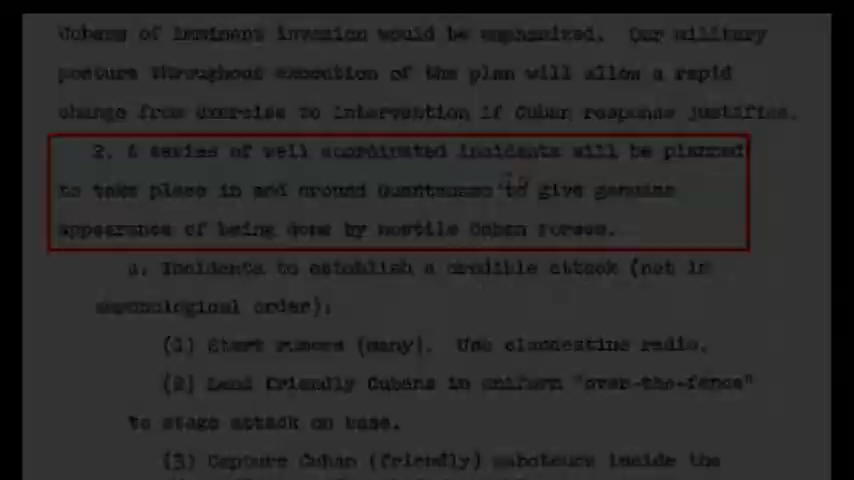 Cubans of imminent invasion would be emphasized. Our military
posture throughout execution of the plan will allow a rapid
change from exercise to intervention if Cuban response justifies.
2. A series of well coordinated incidents will be planned
to take place in and around Guantanamo to give genuine
appearance of being done by hostile Cuban forces.
a. Incidents to establish a credible attack (not in
chronological order):
(1) Start rumors (many). Use clandestine radio.
(2) Land friendly Cubans in uniform "over-the-fence"
to stage attack on base.
(3) Capture Cuban (friendly) saboteurs inside the